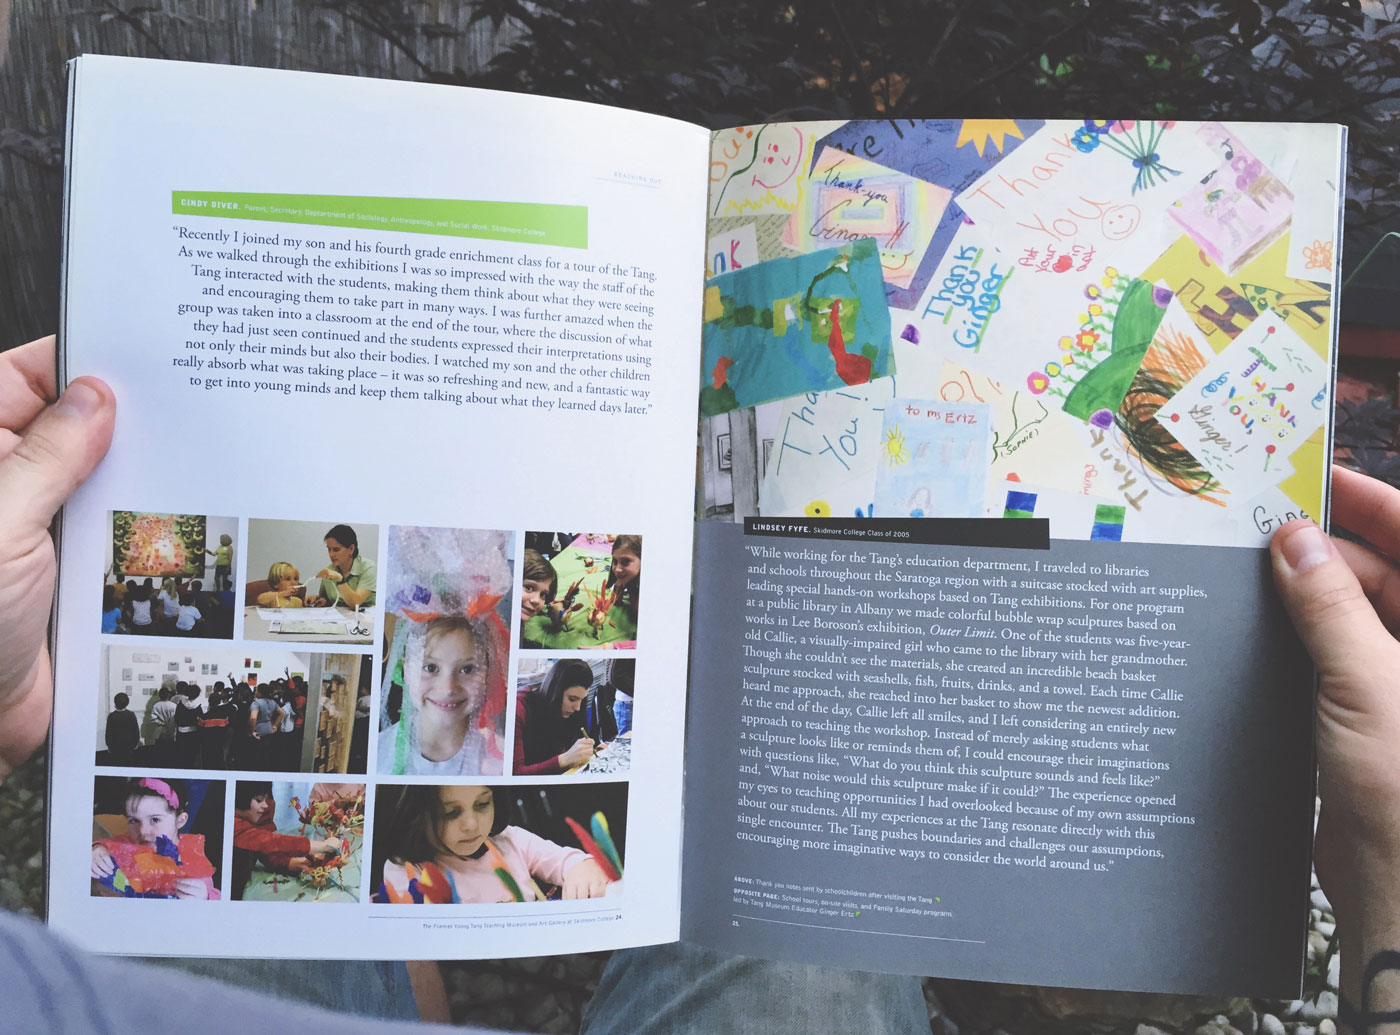 REACHING OUT
CINDY DIVER. Parent; Secretary, Department of Sociology, Anthropology, and Social Work, Skidmore College
“Recently I joined my son and his fourth grade enrichment class for a tour of the Tang.
As we walked through the exhibitions I was so impressed with the way the staff of the
Tang interacted with the students, making them think about what they were seeing
and encouraging them to take part in many ways. I was further amazed when the
group was taken into a classroom at the end of the tour, where the discussion of what
they had just seen continued and the students expressed their interpretations using
not only their minds but also their bodies. I watched my son and the other children
really absorb what was taking place – it was so refreshing and new, and a fantastic way
to get into young minds and keep them talking about what they learned days later.”
The Frances Young Tang Teaching Museum and Art Gallery at Skidmore College 24.
Thank-you
Ginger!!
Thank
You
Art
Your
in
Thank
you
Ginger!
Tha
You!
to ms Ertz
(SOPHIE)
Thank
THANK
YOU,
Ginger!
Ging
LINDSEY FYFE. Skidmore College Class of 2005
“While working for the Tang’s education department, I traveled to libraries
and schools throughout the Saratoga region with a suitcase stocked with art supplies,
leading special hands-on workshops based on Tang exhibitions. For one program
at a public library in Albany we made colorful bubble wrap sculptures based on
works in Lee Boroson’s exhibition, Outer Limit. One of the students was five-year-
old Callie, a visually-impaired girl who came to the library with her grandmother.
Though she couldn’t see the materials, she created an incredible beach basket
sculpture stocked with seashells, fish, fruits, drinks, and a towel. Each time Callie
heard me approach, she reached into her basket to show me the newest addition.
At the end of the day, Callie left all smiles, and I left considering an entirely new
approach to teaching the workshop. Instead of merely asking students what
a sculpture looks like or reminds them of, I could encourage their imaginations
with questions like, “What do you think this sculpture sounds and feels like?”
and, “What noise would this sculpture make if it could?” The experience opened
my eyes to teaching opportunities I had overlooked because of my own assumptions
about our students. All my experiences at the Tang resonate directly with this
single encounter. The Tang pushes boundaries and challenges our assumptions,
encouraging more imaginative ways to consider the world around us.”
ABOVE: Thank you notes sent by schoolchildren after visiting the Tang
OPPOSITE PAGE: School tours, on-site visits, and Family Saturday programs
led by Tang Museum Educator Ginger Ertz
25.